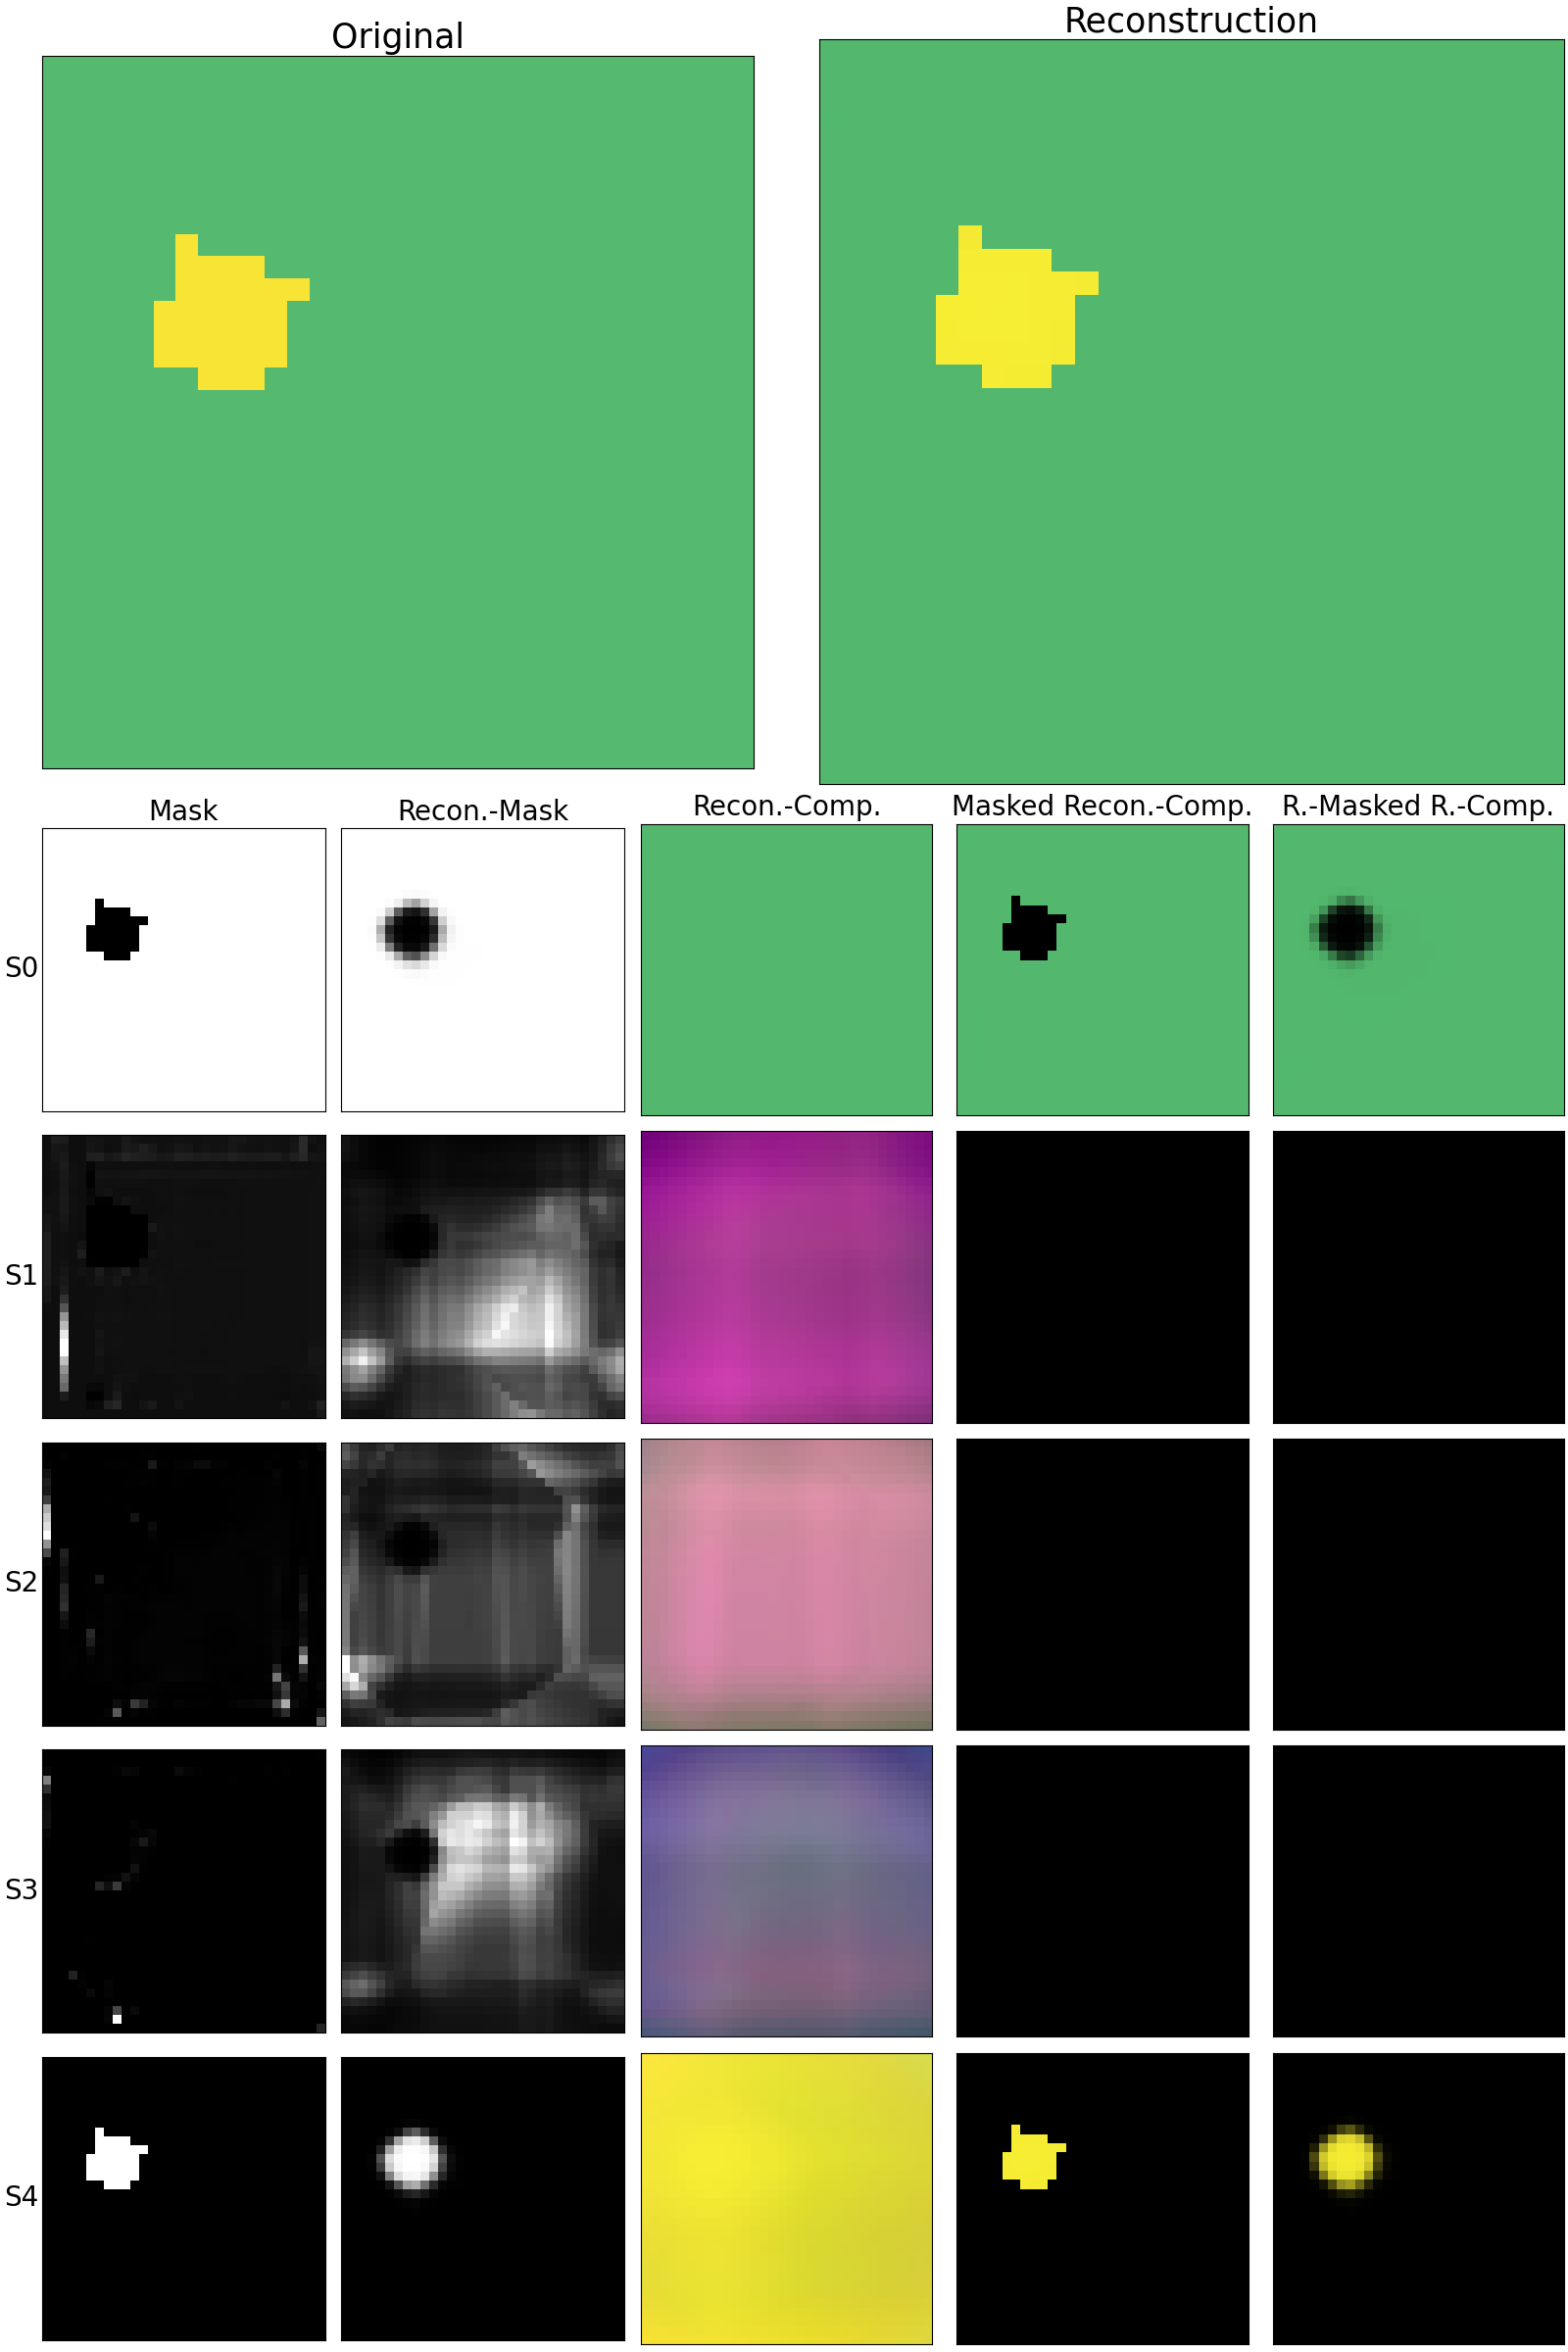 Original
Reconstruction
Mask
Recon.-Mask
Recon.-Comp.
Masked Recon.-Comp.
R.-Masked R.-Comp.
S0
S1
S2
S3
S4